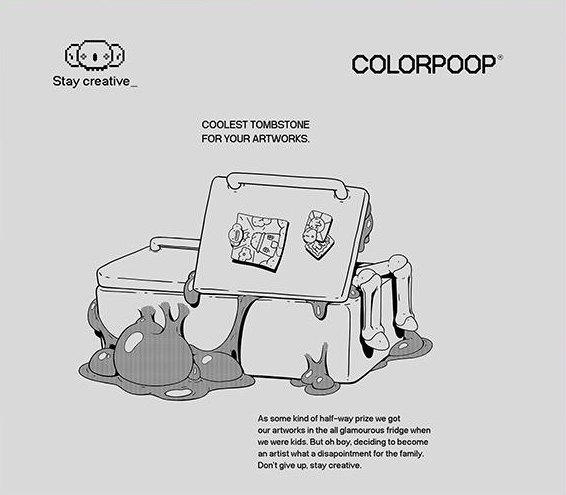 Stay creative_
COLORPOOP®
COOLEST TOMBSTONE
FOR YOUR ARTWORKS.
As some kind of half-way prize we got
our artworks in the all glamourous fridge when
we were kids. But oh boy, deciding to become
an artist what a disapointment for the family.
Don't give up, stay creative.